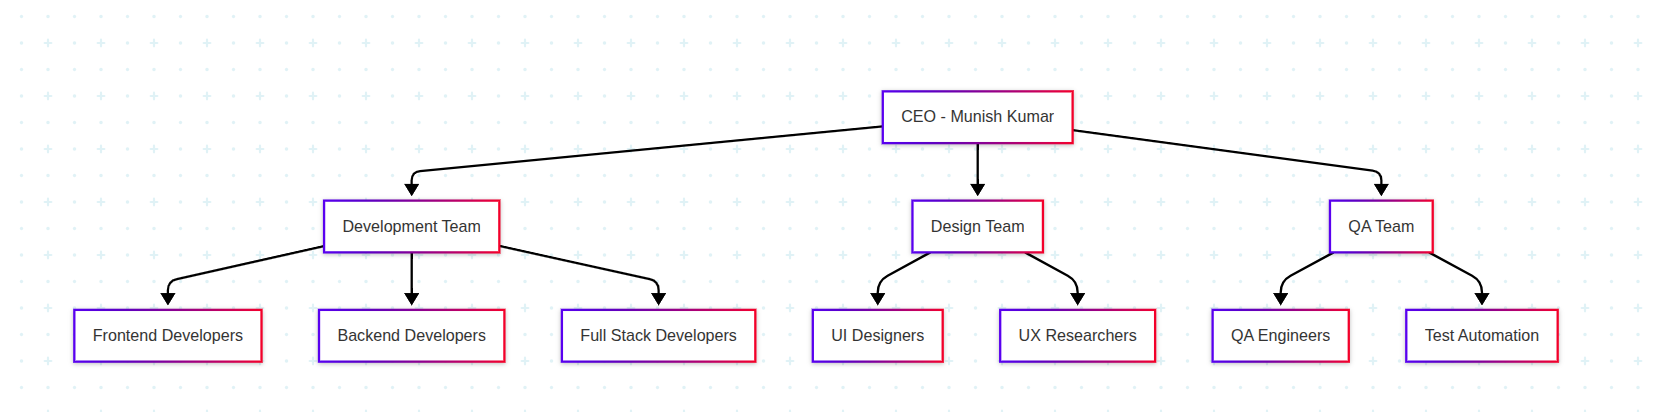 CEO - Munish Kumar
Development Team
Design Team
QA Team
Frontend Developers
Backend Developers
Full Stack Developers
UI Designers
UX Researchers
QA Engineers
Test Automation